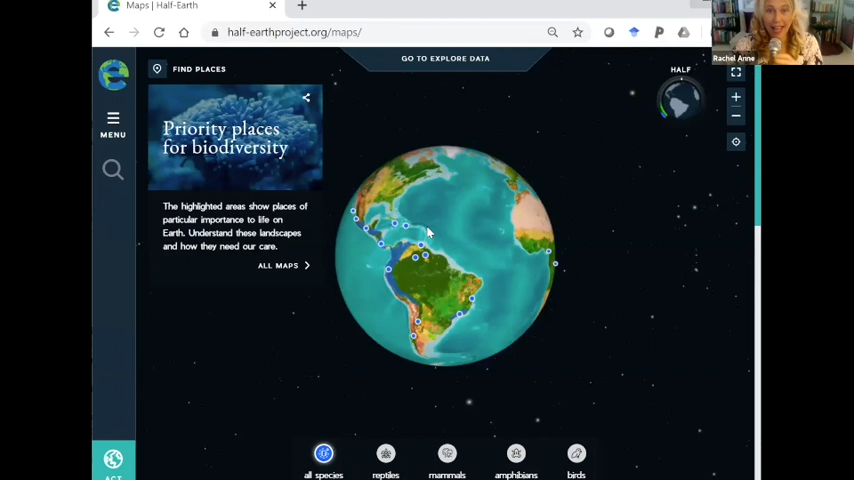 Maps | Half-Earth
half-earthproject.org/maps/
Rachel Anne
GO TO EXPLORE DATA
FIND PLACES
HALF
MENU
Priority places
for biodiversity
The highlighted areas show places of
particular importance to life on
Earth. Understand these landscapes
and how they need our care.
ALL MAPS
all species
reptiles
mammals
amphibians
birds
ACT